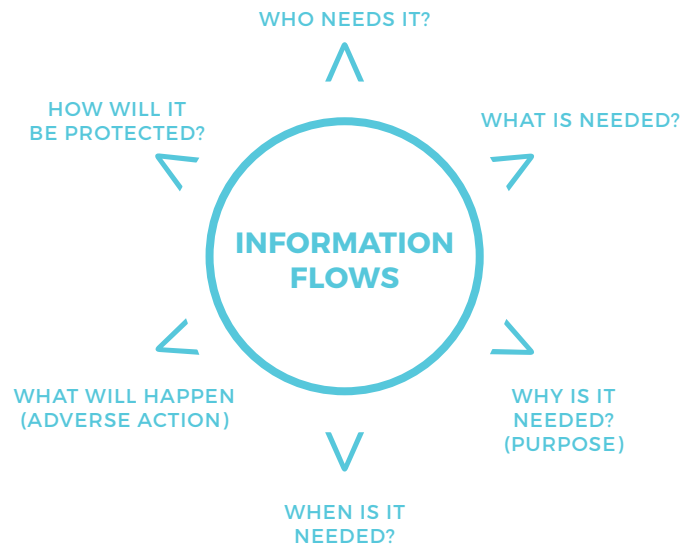 WHO NEEDS IT?
HOW WILL IT
BE PROTECTED?
WHAT IS NEEDED?
INFORMATION
FLOWS
WHAT WILL HAPPEN
(ADVERSE ACTION)
WHY IS IT
NEEDED?
(PURPOSE)
WHEN IS IT
NEEDED?